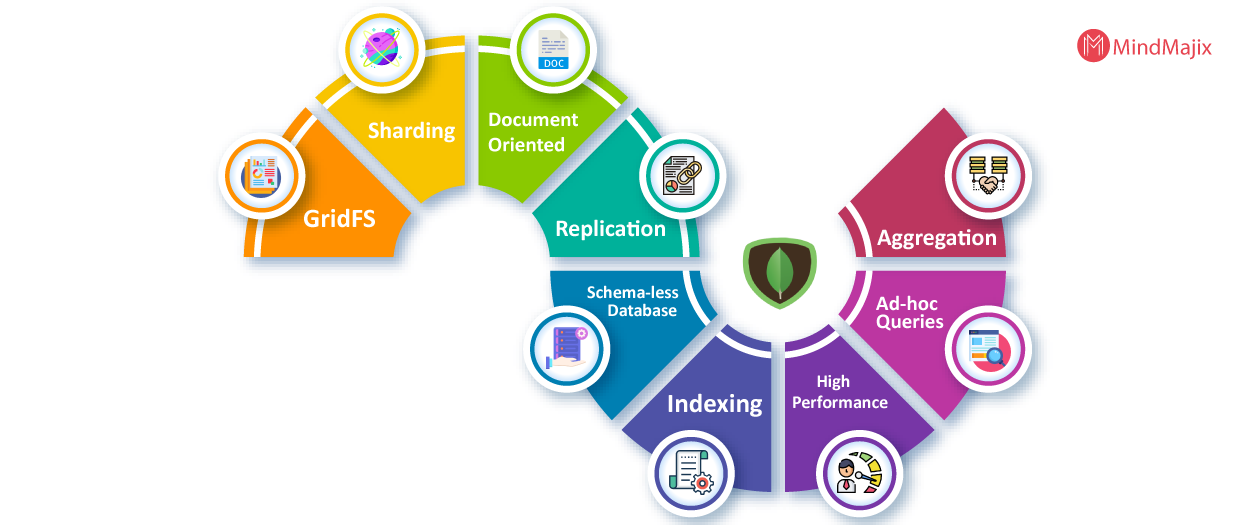 MindMajix
GridFS
Sharding
Document
Oriented
DOC
Replication
Schema-less
Database
Indexing
High
Performance
Ad-hoc
Queries
Aggregation